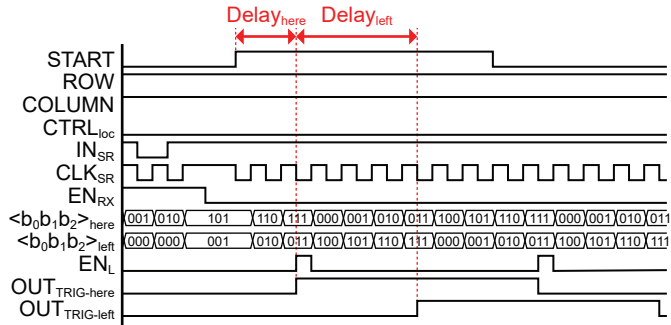 Delay_here Delay_left
START
ROW
COLUMN
CTRL_loc
IN_SR
CLK_SR
EN_RX
<b₀b₁b₂>_here 001 010 101 110 111 000 001 010 011 100 101 110 111 000 001 010 011
<b₀b₁b₂>_left 000 000 001 010 011 100 101 110 111 000 001 010 011 100 101 110 111
EN_L
OUT_TRIG-here
OUT_TRIG-left